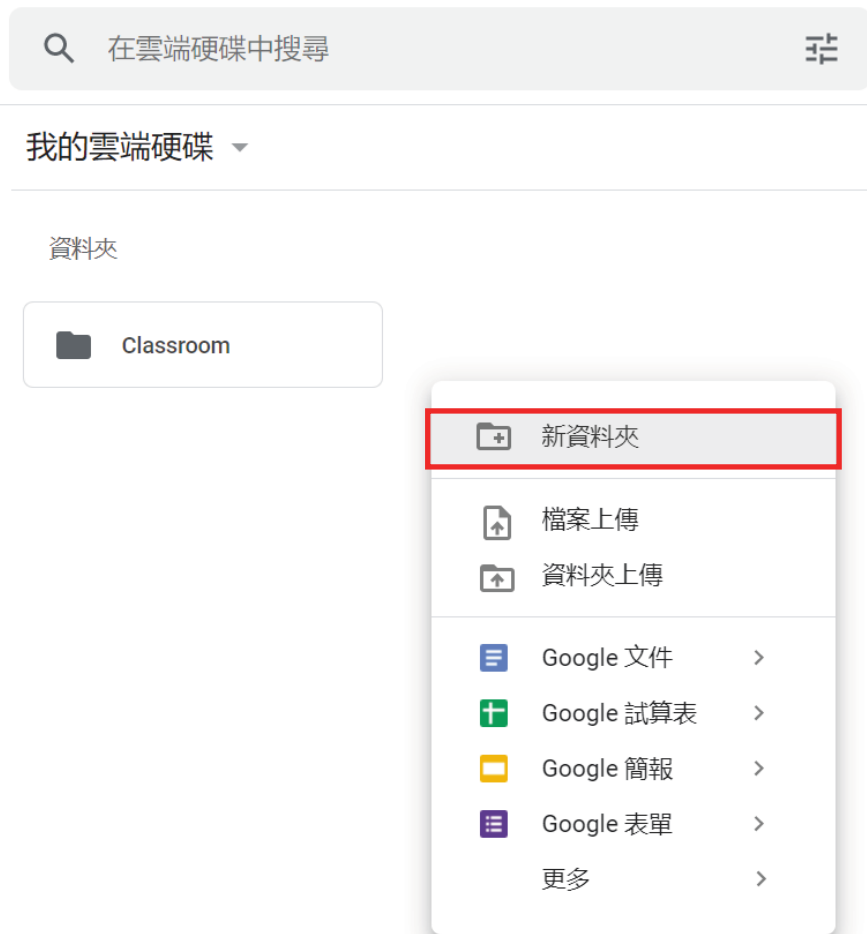 在雲端硬碟中搜尋
我的雲端硬碟
資料夾
Classroom
新資料夾
檔案上傳
資料夾上傳
Google 文件
Google 試算表
Google 簡報
Google 表單
更多